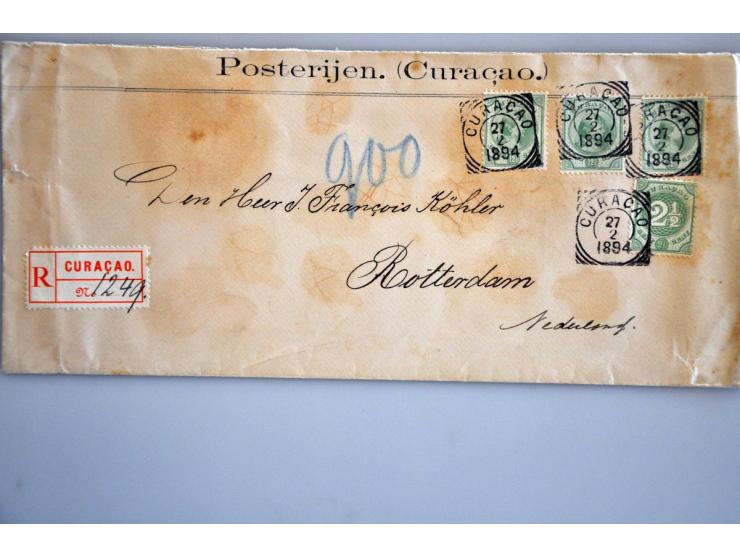 Posterijen. (Curaçao.)
CURAÇAO
27
2
1894
CURAÇAO
27
2
1894
CURAÇAO
27
2
1894
900
Den Heer J. François Köhler
CURAÇAO
27
2
1894
2½
R
CURAÇAO.
No. 1249.
Rotterdam
Nederland.